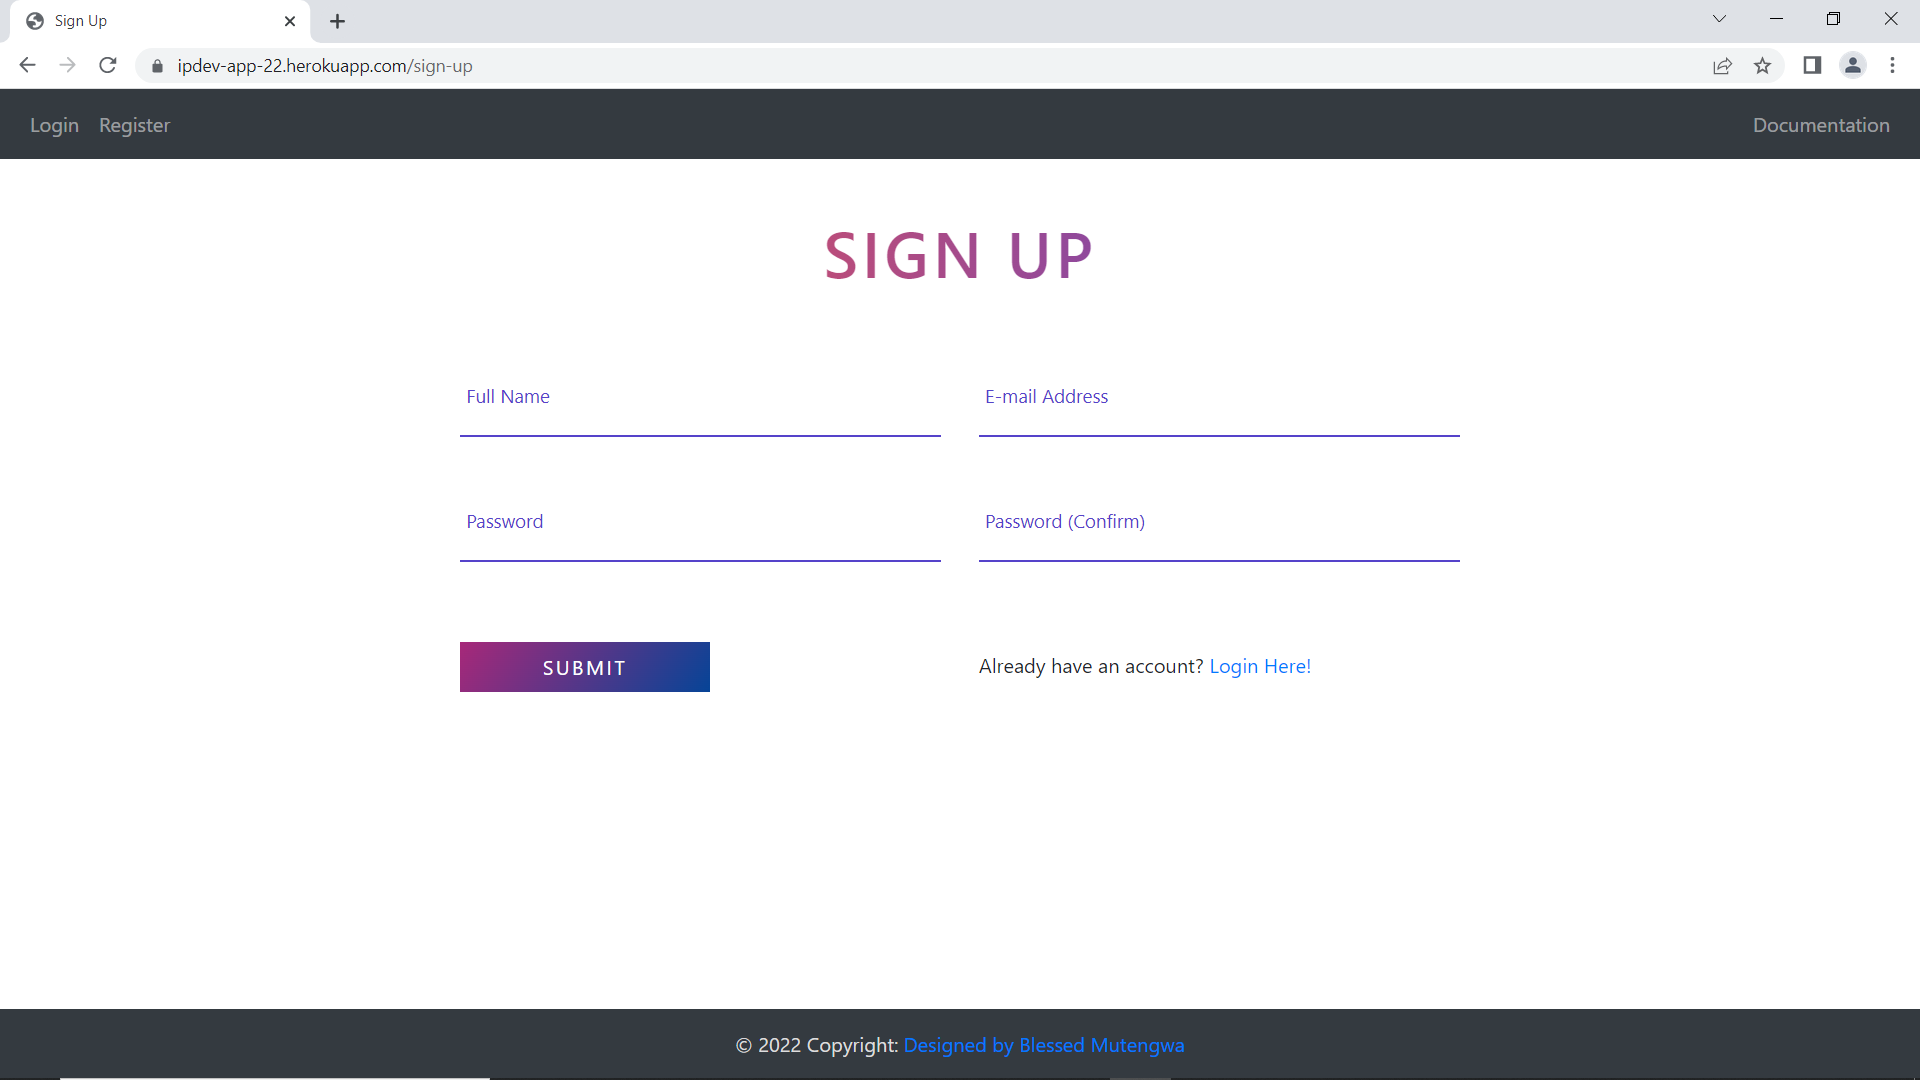 Sign Up
ipdev-app-22.herokuapp.com/sign-up
Login Register Documentation
SIGN UP
Full Name E-mail Address
Password Password (Confirm)
SUBMIT Already have an account? Login Here!
© 2022 Copyright: Designed by Blessed Mutengwa